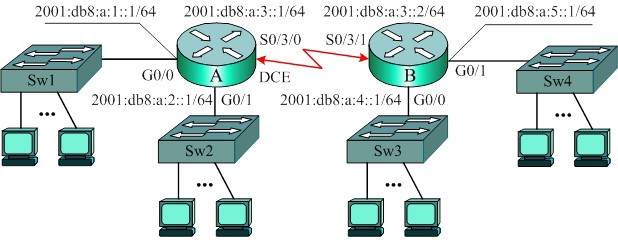 2001:db8:a:1::1/64
2001:db8:a:3::1/64
2001:db8:a:3::2/64
2001:db8:a:5::1/64
S0/3/0
S0/3/1
G0/0
A
DCE
B
G0/1
Sw1
Sw4
2001:db8:a:2::1/64
G0/1
2001:db8:a:4::1/64
G0/0
...
...
Sw2
Sw3
...
...